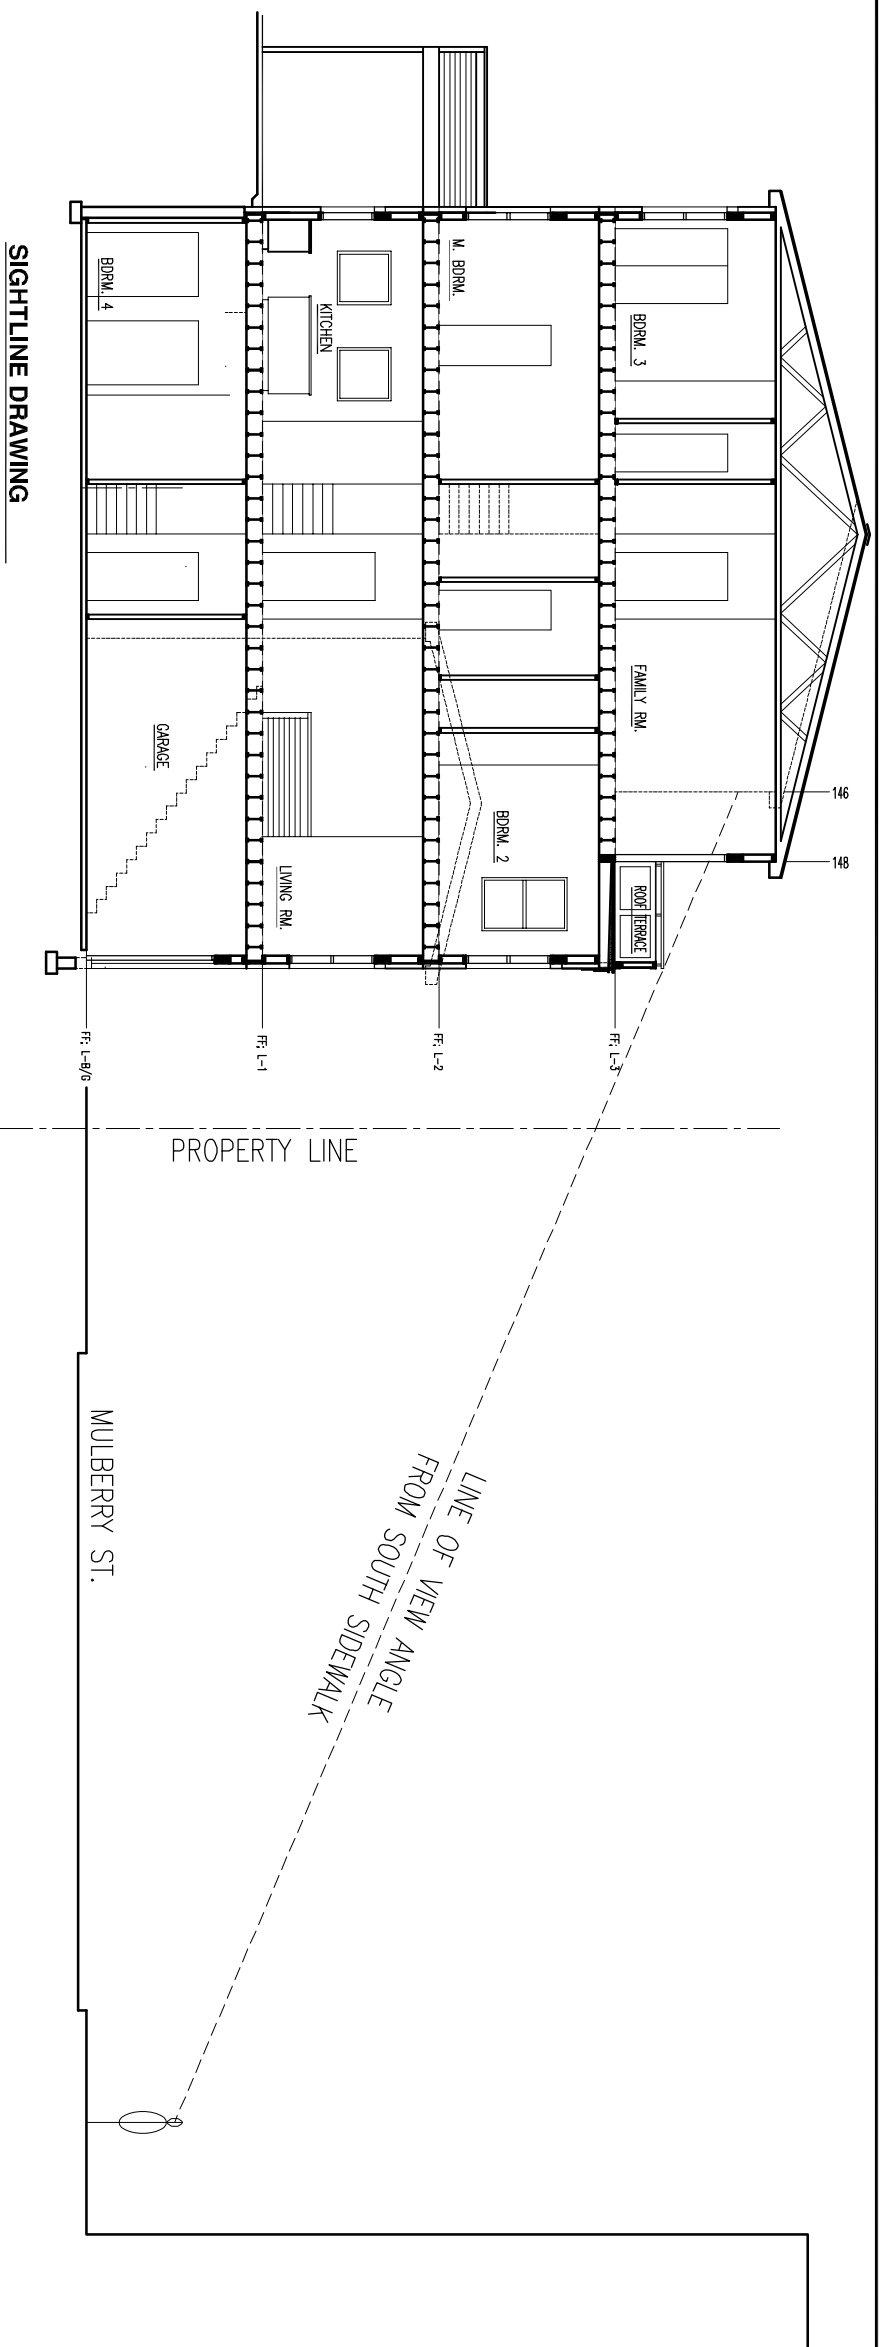 BDRM. 3
FAMILY RM.
ROOF TERRACE
146
148
M. BDRM.
BDRM. 2
KITCHEN
LIVING RM.
BDRM. 4
GARAGE
FF: L-3
FF: L-2
FF: L-1
FF: L-B/G
PROPERTY LINE
LINE OF VIEW ANGLE
FROM SOUTH SIDEWALK
MULBERRY ST.
SIGHTLINE DRAWING